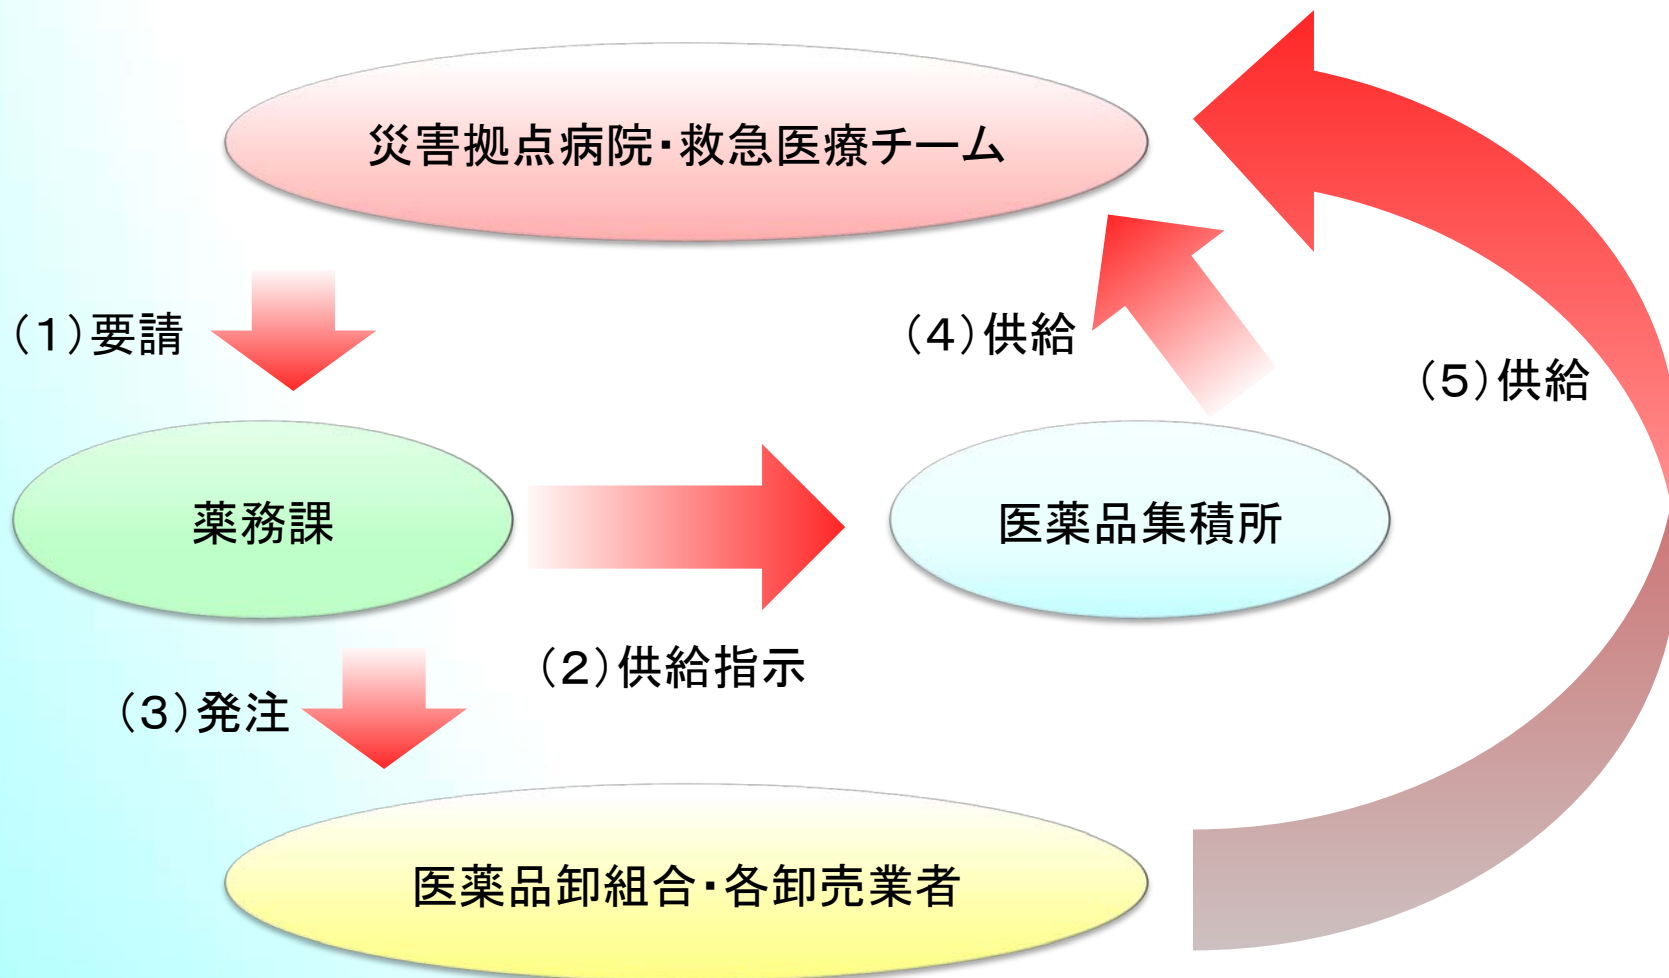 災害拠点病院・救急医療チーム
（1）要請
（4）供給
（5）供給
薬務課
医薬品集積所
（2）供給指示
（3）発注
医薬品卸組合・各卸売業者